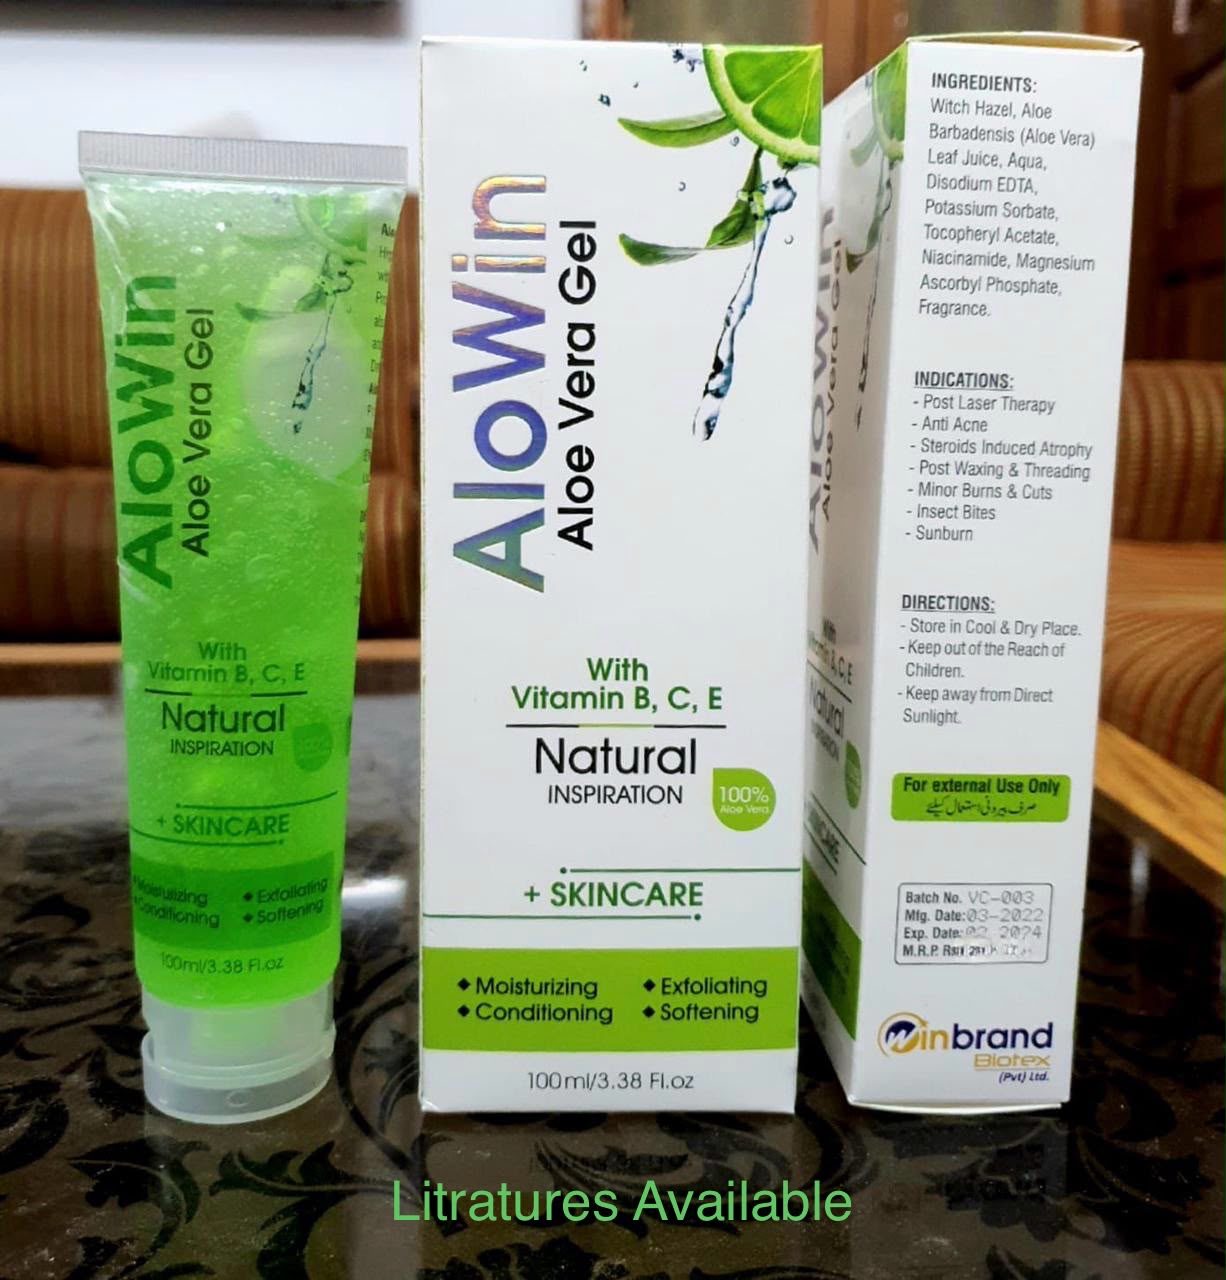 AloWin
Aloe Vera Gel
With
Vitamin B, C, E
Natural
INSPIRATION
+ SKINCARE
Moisturizing
Conditioning
Exfoliating
Softening
100ml/3.38 Fl.oz
AloWin
Aloe Vera Gel
With
Vitamin B, C, E
Natural
INSPIRATION
100%
Aloe Vera
+ SKINCARE
Moisturizing
Exfoliating
Conditioning
Softening
100ml/3.38 Fl.oz
INGREDIENTS:
Witch Hazel, Aloe
Barbadensis (Aloe Vera)
Leaf Juice, Aqua,
Disodium EDTA,
Potassium Sorbate,
Tocopheryl Acetate,
Niacinamide, Magnesium
Ascorbyl Phosphate,
Fragrance.
INDICATIONS:
- Post Laser Therapy
- Anti Acne
- Steroids Induced Atrophy
- Post Waxing & Threading
- Minor Burns & Cuts
- Insect Bites
- Sunburn
DIRECTIONS:
- Store in Cool & Dry Place.
- Keep out of the Reach of
Children.
- Keep away from Direct
Sunlight.
For external Use Only
صرف بیرونی استعمال کیلئے
Batch No. VC-003
Mfg. Date: 03-2022
Exp. Date: 02-2024
M.R.P. Rs:
Winbrand
Biotex
(Pvt) Ltd.
Litratures Available